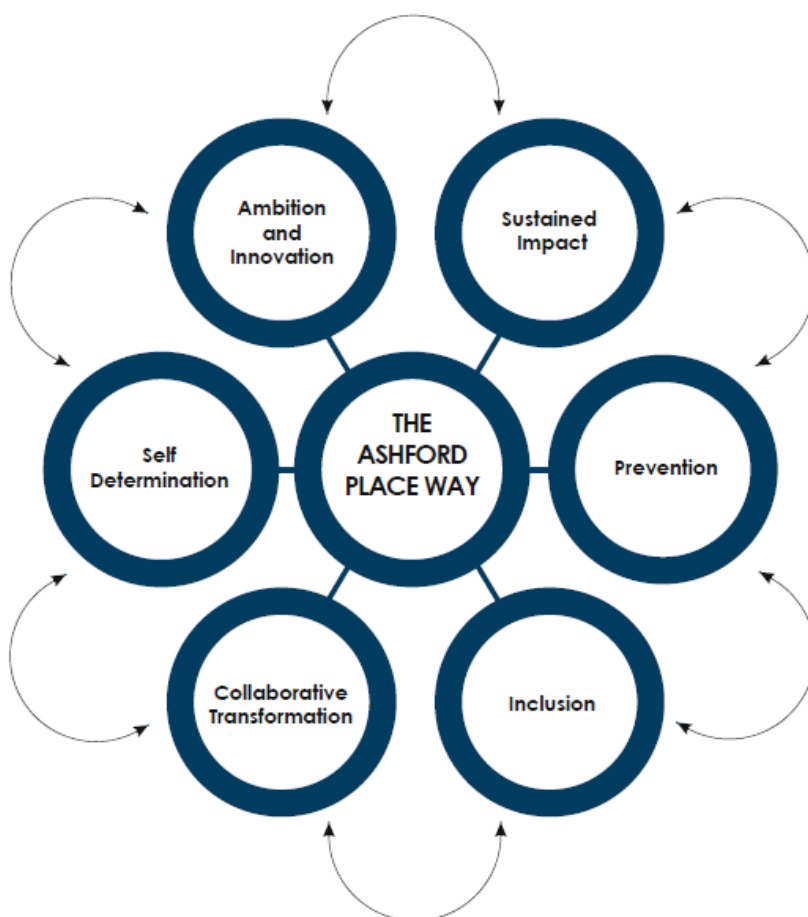 Ambition
and
Innovation
Sustained
Impact
Self
Determination
THE
ASHFORD
PLACE WAY
Prevention
Collaborative
Transformation
Inclusion